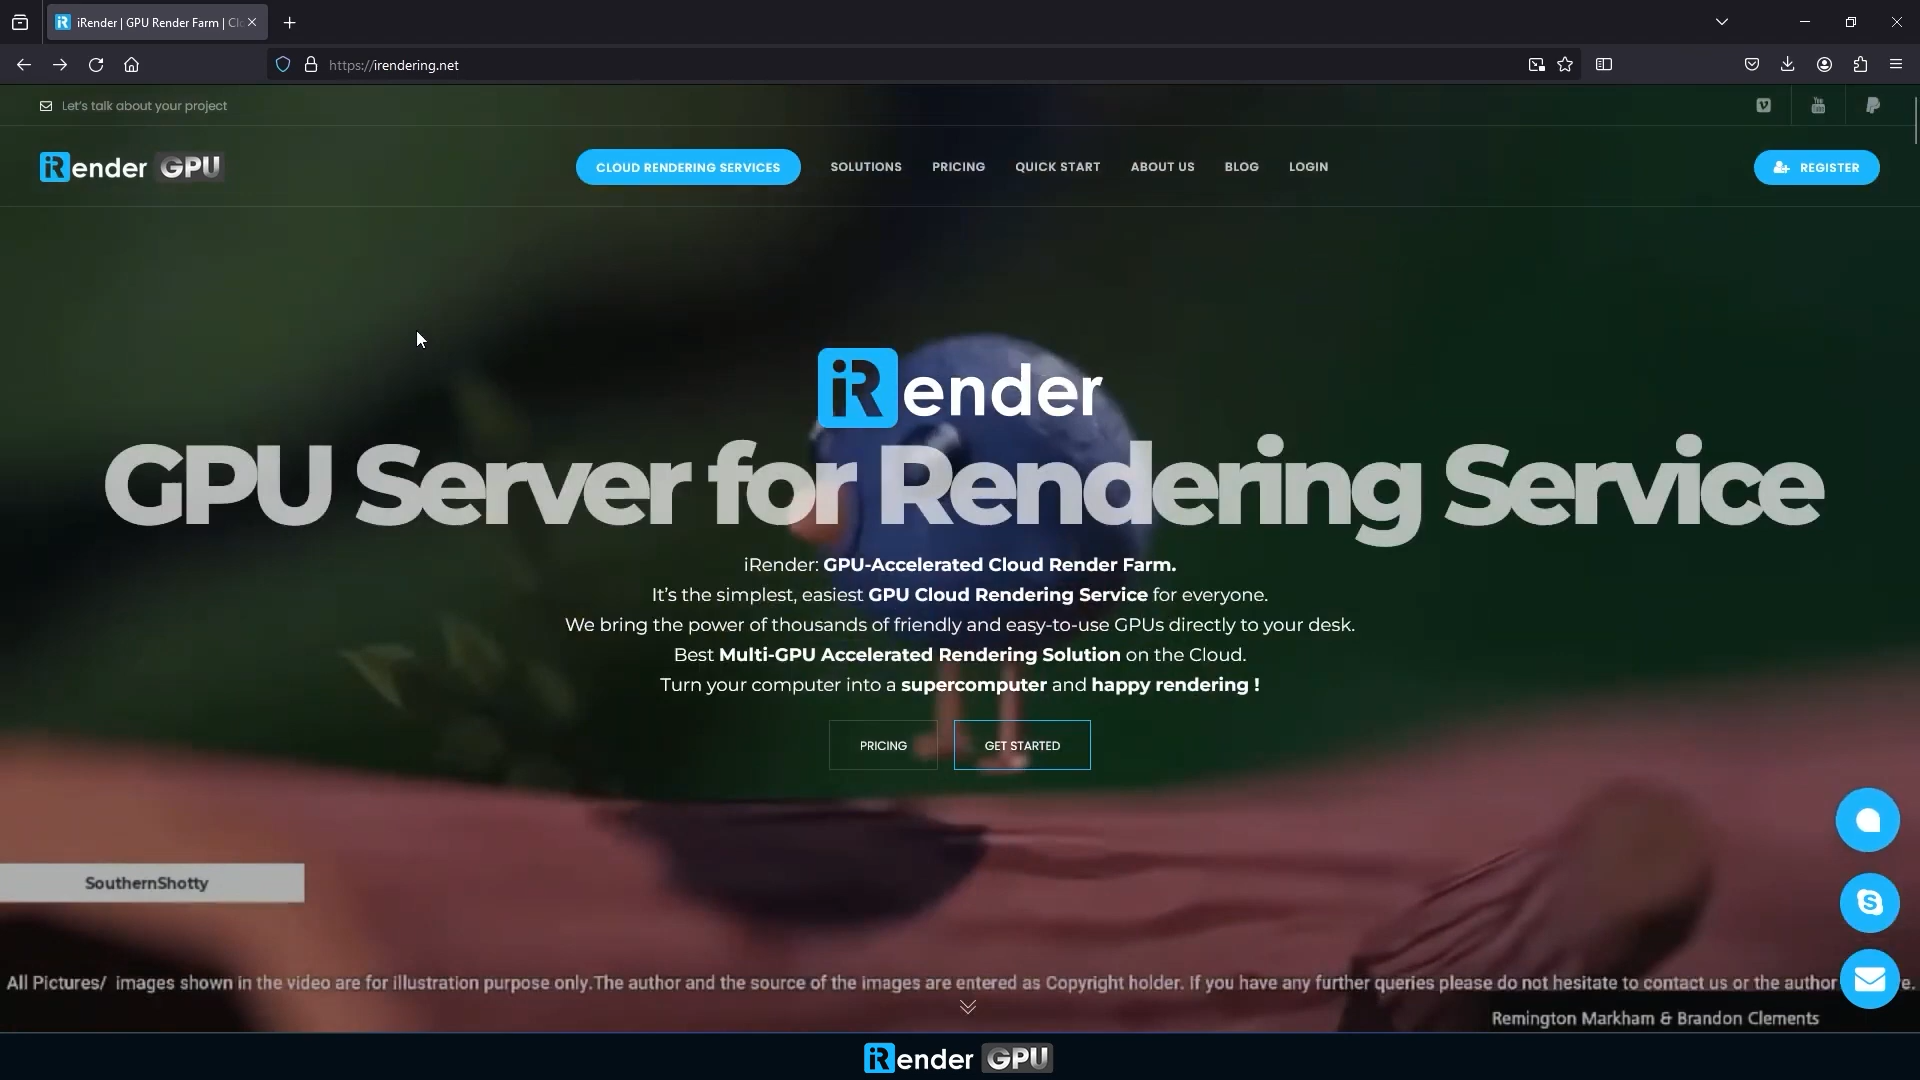 iRender | GPU Render Farm | Cl
https://irendering.net
Let's talk about your project
iRender GPU
CLOUD RENDERING SERVICES
SOLUTIONS
PRICING
QUICK START
ABOUT US
BLOG
LOGIN
REGISTER
iRender
GPU Server for Rendering Service
iRender: GPU-Accelerated Cloud Render Farm.
It's the simplest, easiest GPU Cloud Rendering Service for everyone.
We bring the power of thousands of friendly and easy-to-use GPUs directly to your desk.
Best Multi-GPU Accelerated Rendering Solution on the Cloud.
Turn your computer into a supercomputer and happy rendering !
PRICING
GET STARTED
SouthernShotty
All Pictures/ images shown in the video are for illustration purpose only.The author and the source of the images are entered as Copyright holder. If you have any further queries please do not hesitate to contact us or the author
Remington Markham & Brandon Clements
iRender GPU